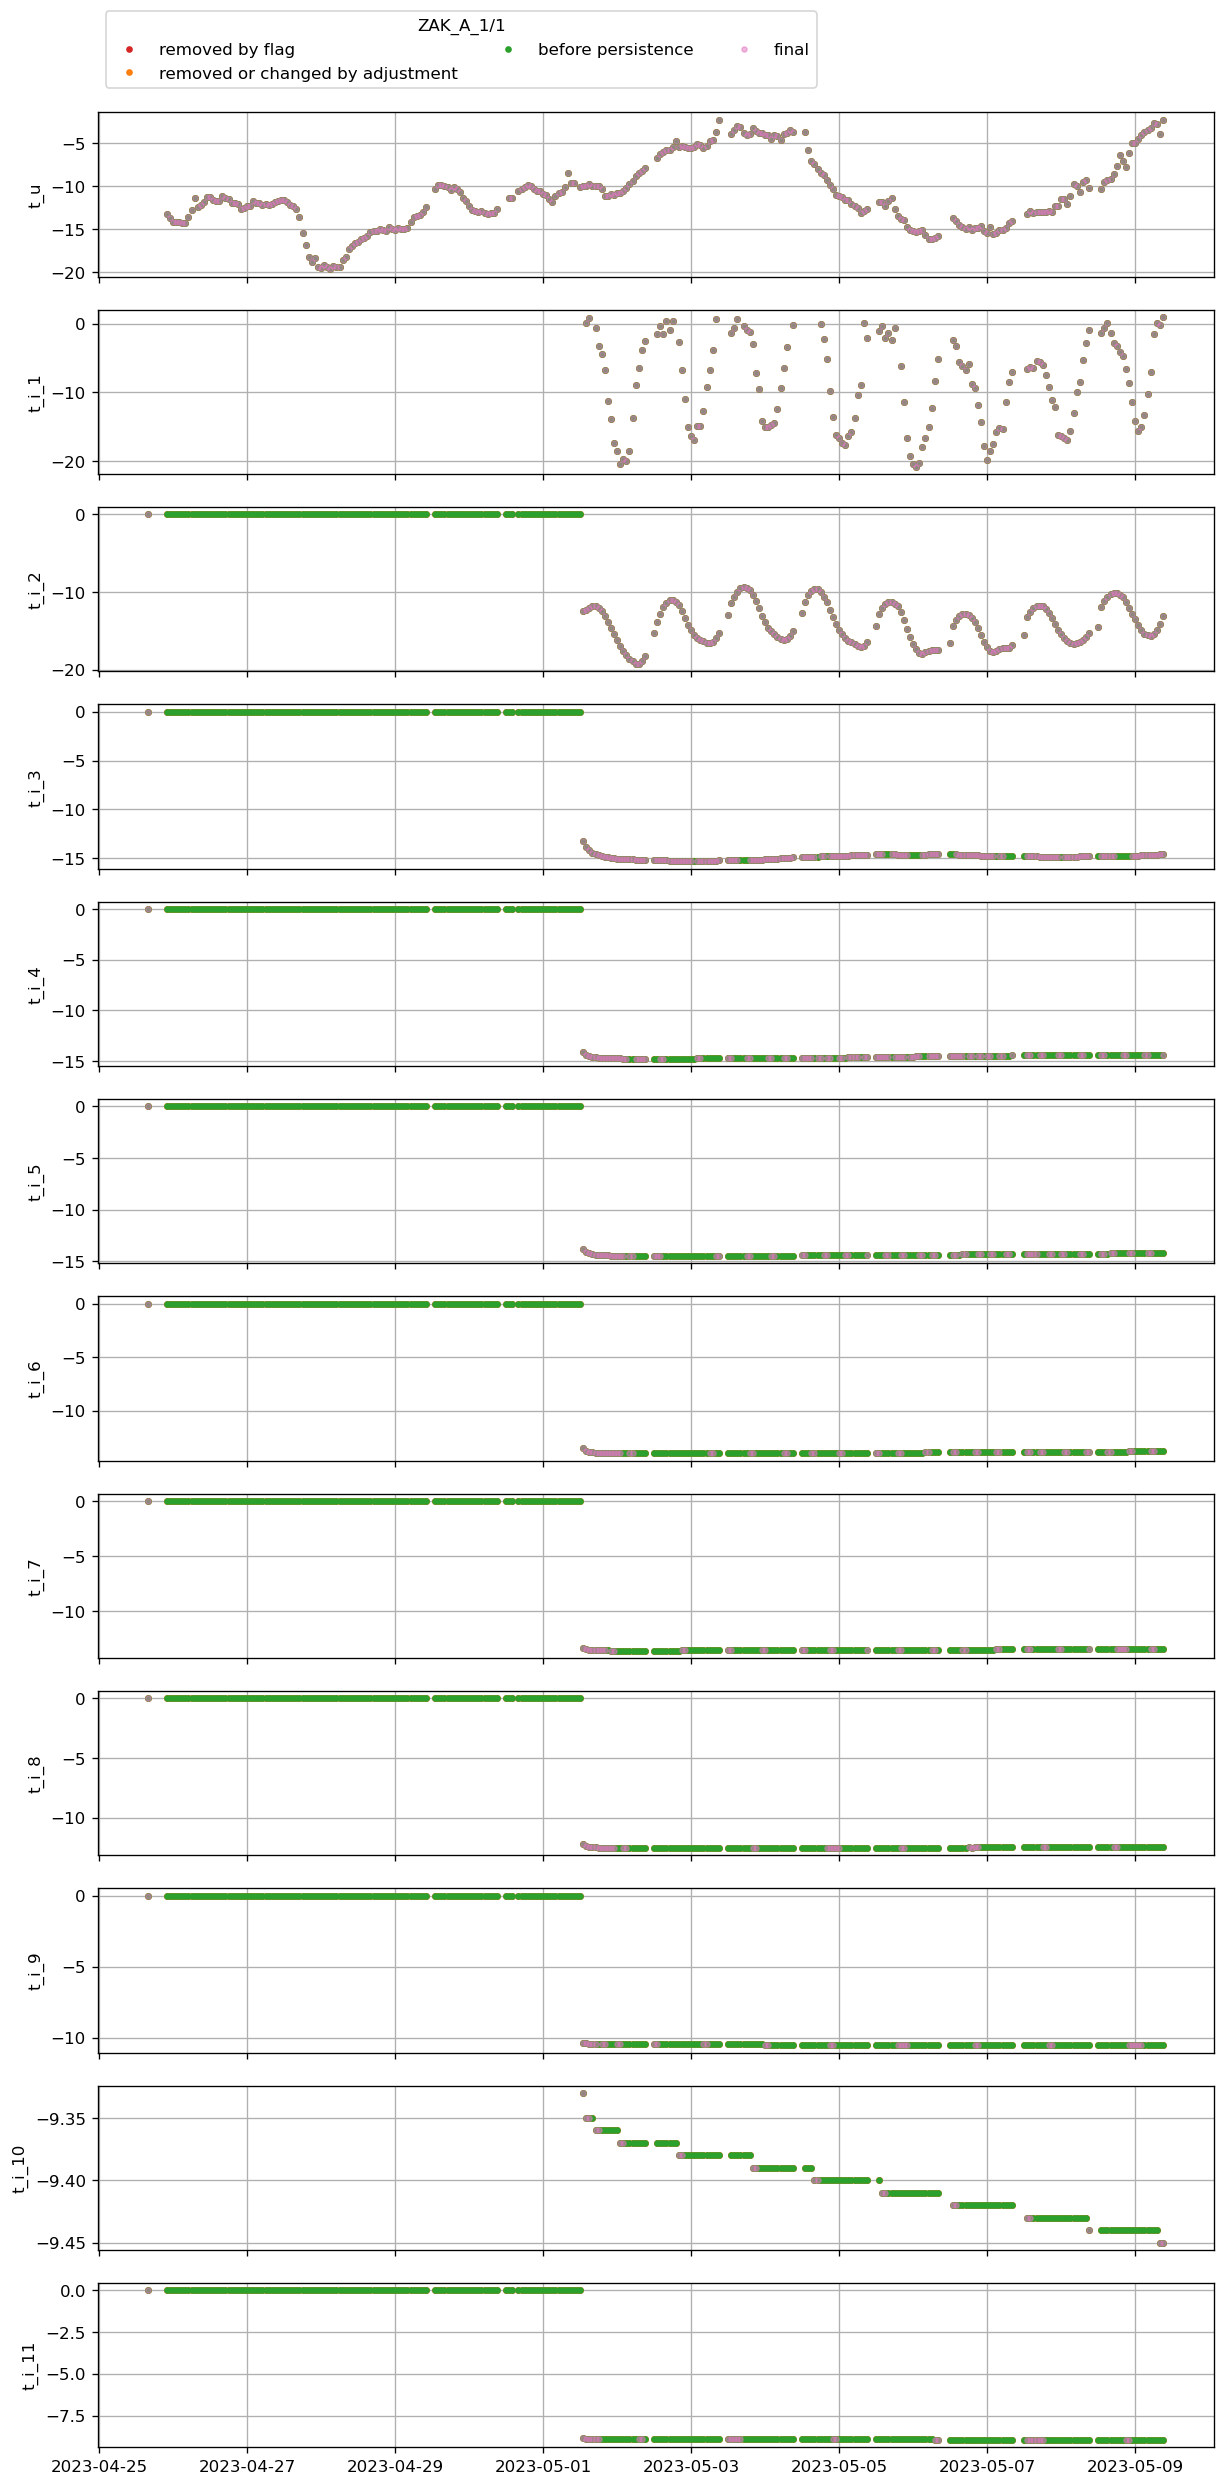 ZAK_A_1/1
removed by flag
before persistence
final
removed or changed by adjustment
−5
−10
−15
−20
t_u
0
−10
−20
t_i_1
0
−10
−20
t_i_2
0
−5
−10
−15
t_i_3
0
−5
−10
−15
t_i_4
0
−5
−10
−15
t_i_5
0
−5
−10
t_i_6
0
−5
−10
t_i_7
0
−5
−10
t_i_8
0
−5
−10
t_i_9
−9.35
−9.40
−9.45
t_i_10
0.0
−2.5
−5.0
−7.5
t_i_11
2023-04-25
2023-04-27
2023-04-29
2023-05-01
2023-05-03
2023-05-05
2023-05-07
2023-05-09